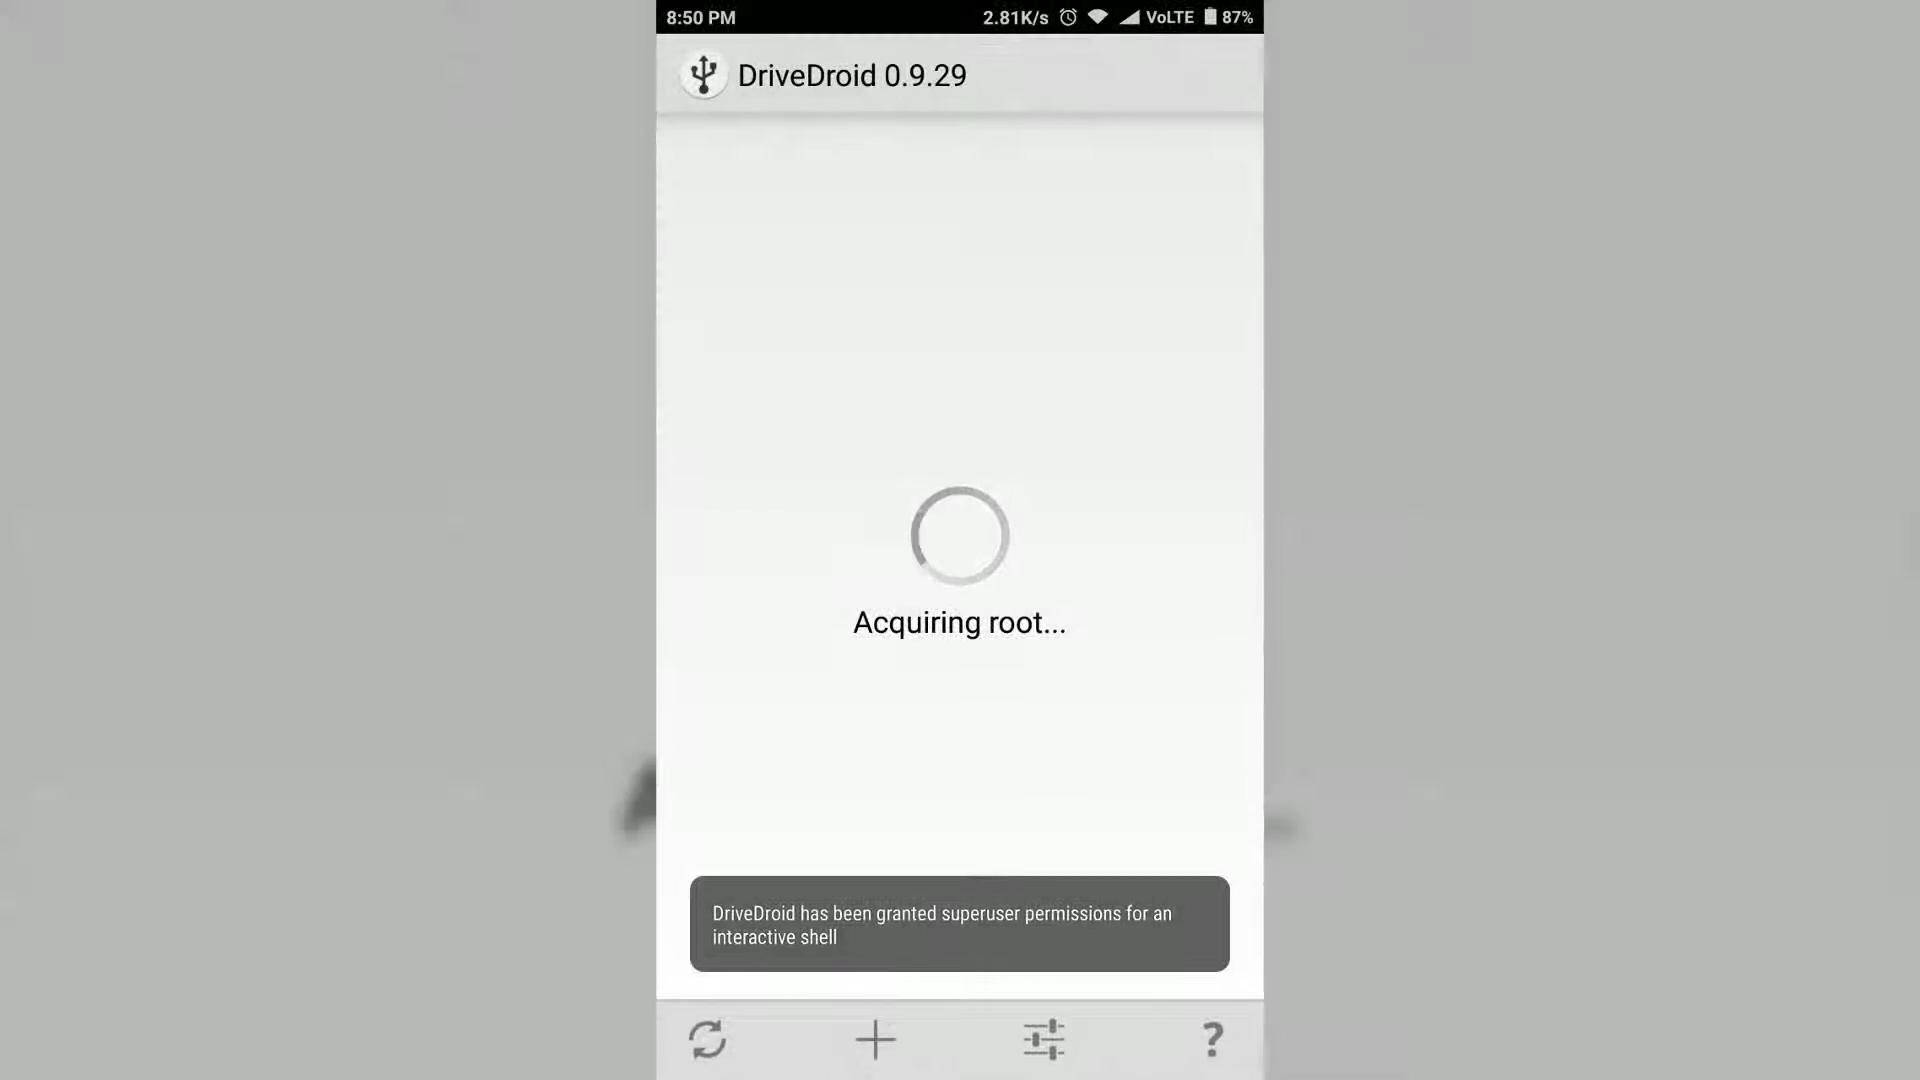 8:50 PM 2.81K/s VoLTE 87%
DriveDroid 0.9.29
Acquiring root...
DriveDroid has been granted superuser permissions for an
interactive shell
?